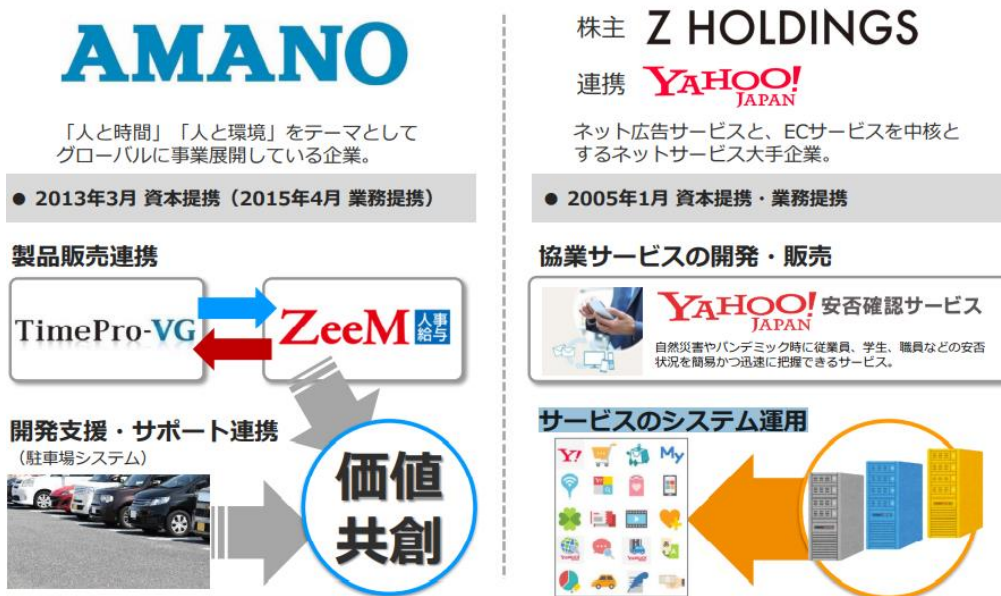 AMANO
「人と時間」「人と環境」をテーマとして
グローバルに事業展開している企業。
● 2013年3月 資本提携（2015年4月 業務提携）
製品販売連携
TimePro-VG
ZeeM 人事
給与
開発支援・サポート連携
（駐車場システム）
価値
共創
株主 Z HOLDINGS
連携 YAHOO!
JAPAN
ネット広告サービスと、ECサービスを中核と
するネットサービス大手企業。
● 2005年1月 資本提携・業務提携
協業サービスの開発・販売
YAHOO! 安否確認サービス
JAPAN
自然災害やパンデミック時に従業員、学生、職員などの安否
状況を簡易かつ迅速に把握できるサービス。
サービスのシステム運用
Y! My